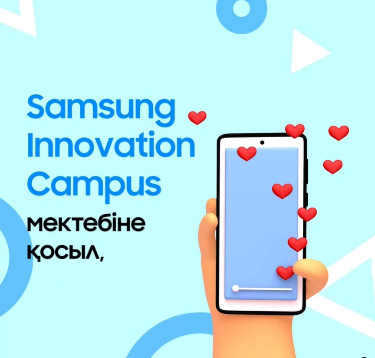 Samsung
Innovation
Campus
мектебіне
қосыл,